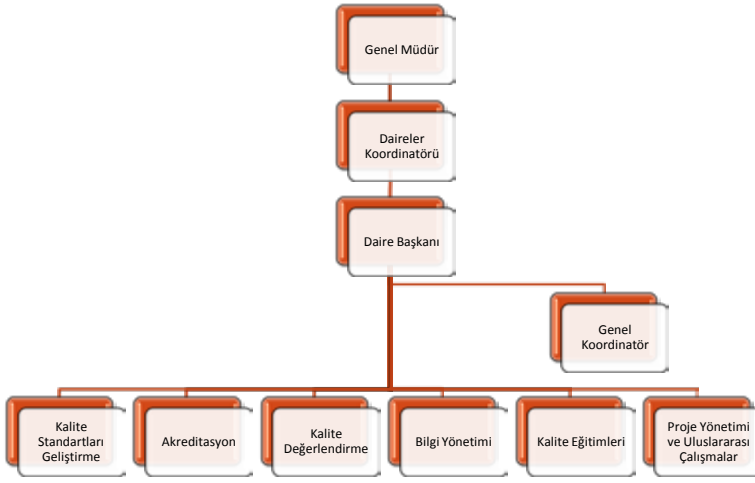 Genel Müdür
Daireler
Koordinatörü
Daire Başkanı
Genel
Koordinatör
Kalite
Standartları
Geliştirme
Akreditasyon
Kalite
Değerlendirme
Bilgi Yönetimi
Kalite Eğitimleri
Proje Yönetimi
ve Uluslararası
Çalışmalar